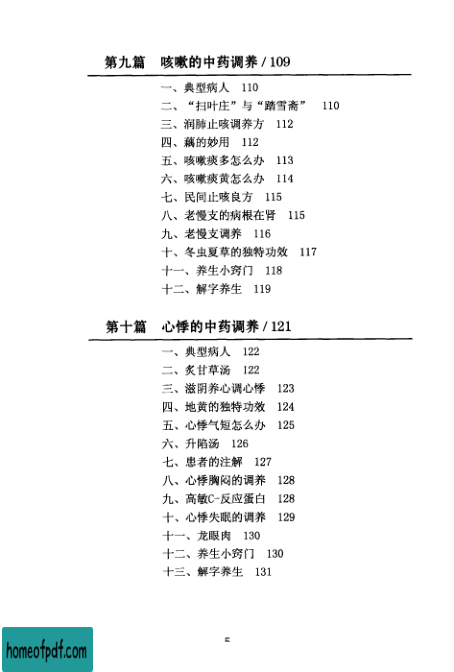 第九篇 咳嗽的中药调养/109
一、典型病人 110
二、“扫叶庄”与“踏雪斋” 110
三、润肺止咳调养方 112
四、藕的妙用 112
五、咳嗽痰多怎么办 113
六、咳嗽痰黄怎么办 114
七、民间止咳良方 115
八、老慢支的病根在肾 115
九、老慢支调养 116
十、冬虫夏草的独特功效 117
十一、养生小窍门 118
十二、解字养生 119
第十篇 心悸的中药调养/121
一、典型病人 122
二、炙甘草汤 122
三、滋阴养心调心悸 123
四、地黄的独特功效 124
五、心悸气短怎么办 125
六、升陷汤 126
七、患者的注解 127
八、心悸胸闷的调养 128
九、高敏C-反应蛋白 128
十、心悸失眠的调养 129
十一、龙眼肉 130
十二、养生小窍门 130
十三、解字养生 131
homeofpdf.com